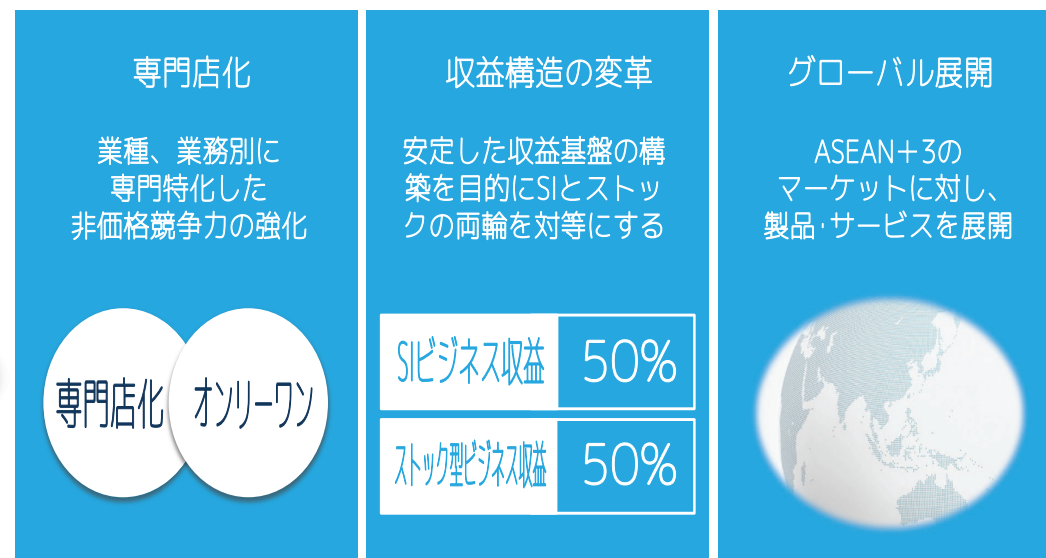 専門店化
業種、業務別に
専門特化した
非価格競争力の強化
専門店化
オンリーワン
収益構造の変革
安定した収益基盤の構
築を目的にSIとストッ
クの両輪を対等にする
SIビジネス収益 50%
ストック型ビジネス収益 50%
グローバル展開
ASEAN＋3の
マーケットに対し、
製品･サービスを展開